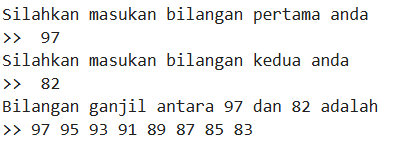 Silahkan masukan bilangan pertama anda
>> 97
Silahkan masukan bilangan kedua anda
>> 82
Bilangan ganjil antara 97 dan 82 adalah
>> 97 95 93 91 89 87 85 83